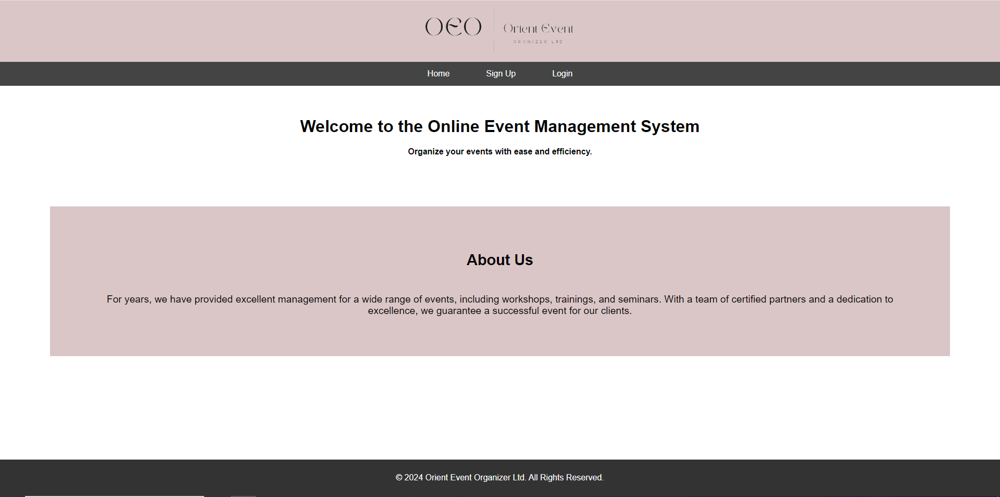 OEO
Orient Event
ORGNIZER LTD
Home Sign Up Login
Welcome to the Online Event Management System
Organize your events with ease and efficiency.
About Us
For years, we have provided excellent management for a wide range of events, including workshops, trainings, and seminars. With a team of certified partners and a dedication to
excellence, we guarantee a successful event for our clients.
© 2024 Orient Event Organizer Ltd. All Rights Reserved.